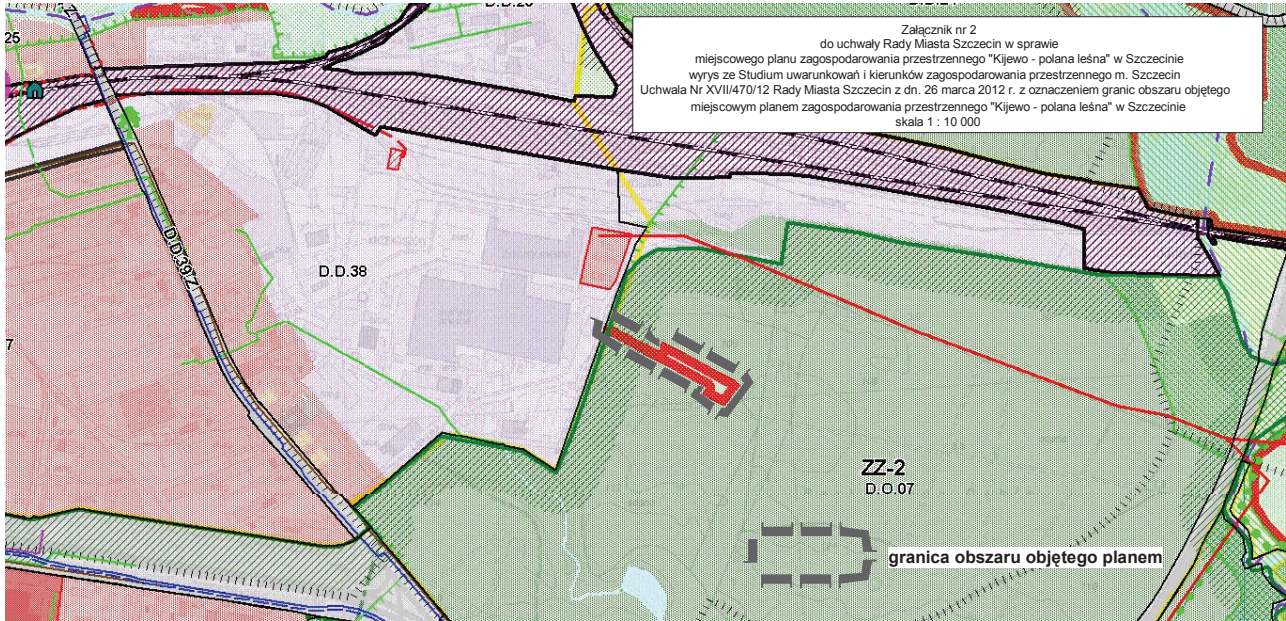 25
Załącznik nr 2
do uchwały Rady Miasta Szczecin w sprawie
miejscowego planu zagospodarowania przestrzennego "Kijewo - polana leśna" w Szczecinie
wyrys ze Studium uwarunkowań i kierunków zagospodarowania przestrzennego m. Szczecin
Uchwala Nr XVII/470/12 Rady Miasta Szczecin z dn. 26 marca 2012 r. z oznaczeniem granic obszaru objętego
miejscowym planem zagospodarowania przestrzennego "Kijewo - polana leśna" w Szczecinie
skala 1 : 10 000
D.D.39/Z
D.D.38
7
ZZ-2
D.O.07
granica obszaru objętego planem